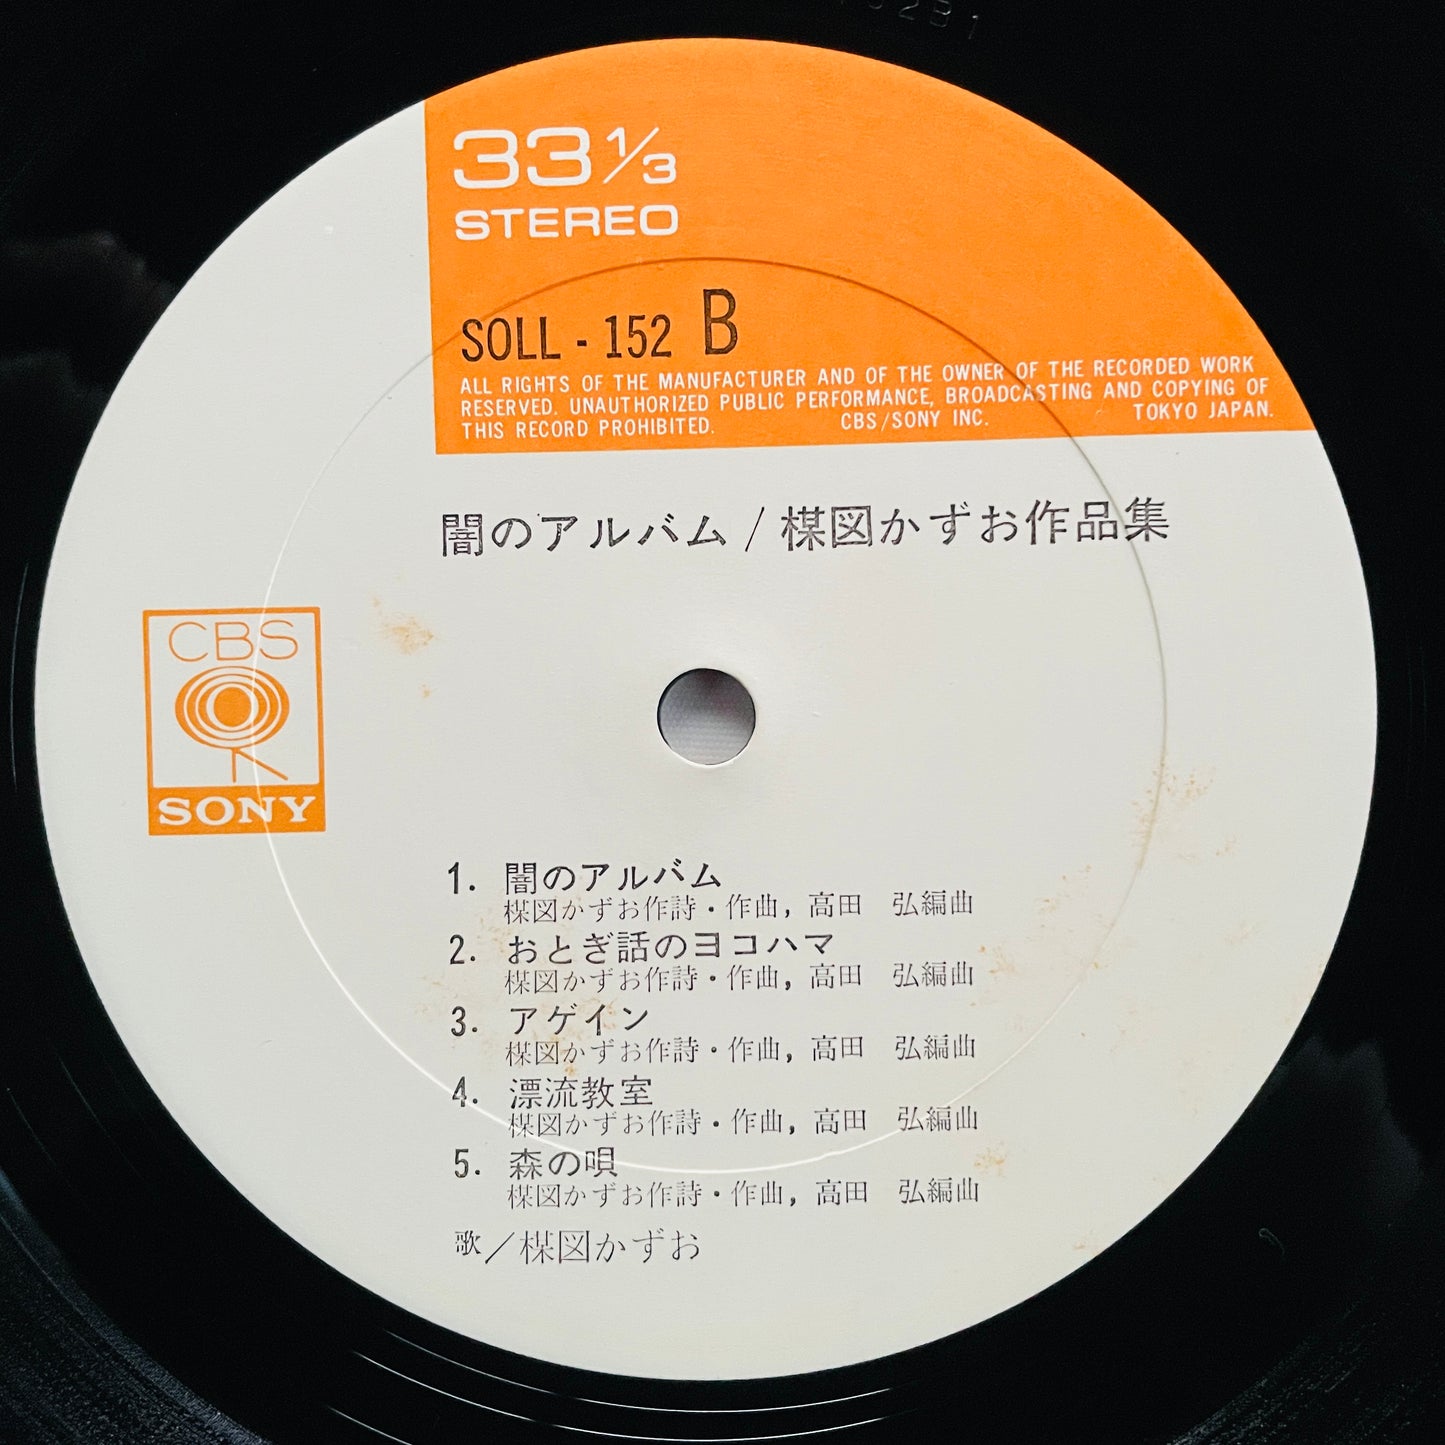 33 1/3
STEREO
SOLL - 152 B
ALL RIGHTS OF THE MANUFACTURER AND OF THE OWNER OF THE RECORDED WORK
RESERVED. UNAUTHORIZED PUBLIC PERFORMANCE, BROADCASTING AND COPYING OF
THIS RECORD PROHIBITED. CBS/SONY INC. TOKYO JAPAN.
闇のアルバム/楳図かずお作品集
CBS
SONY
1. 闇のアルバム
楳図かずお作詩・作曲, 高田 弘編曲
2. おとぎ話のヨコハマ
楳図かずお作詩・作曲, 高田 弘編曲
3. アゲイン
楳図かずお作詩・作曲, 高田 弘編曲
4. 漂流教室
楳図かずお作詩・作曲, 高田 弘編曲
5. 森の唄
楳図かずお作詩・作曲, 高田 弘編曲
歌/楳図かずお